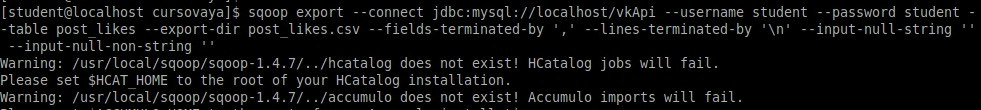 [student@localhost cursovaya]$ sqoop export --connect jdbc:mysql://localhost/vkApi --username student --password student -
-table post_likes --export-dir post_likes.csv --fields-terminated-by ',' --lines-terminated-by '\n' --input-null-string ''
 --input-null-non-string ''
Warning: /usr/local/sqoop/sqoop-1.4.7/../hcatalog does not exist! HCatalog jobs will fail.
Please set $HCAT_HOME to the root of your HCatalog installation.
Warning: /usr/local/sqoop/sqoop-1.4.7/../accumulo does not exist! Accumulo imports will fail.